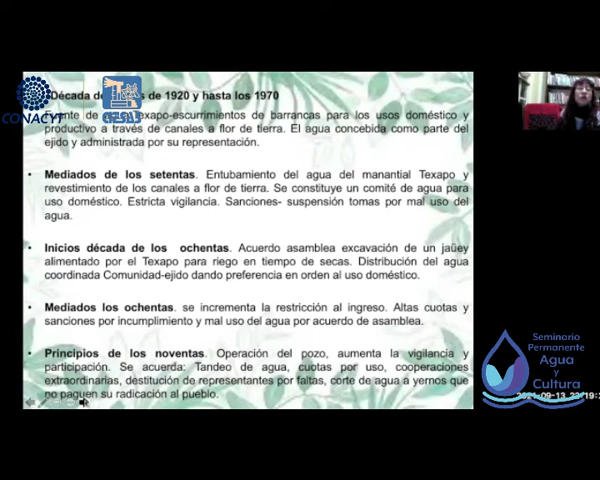 Década de s de 1920 y hasta los 1970
Fuente de Texapo-escurrimientos de barrancas para los usos doméstico y
productivo a través de canales a flor de tierra. El agua concebida como parte del
ejido y administrada por su representación.
• Mediados de los setentas. Entubamiento del agua del manantial Texapo y
revestimiento de los canales a flor de tierra. Se constituye un comité de agua para
uso doméstico. Estricta vigilancia. Sanciones- suspensión tomas por mal uso del
agua.
• Inicios década de los ochentas. Acuerdo asamblea excavación de un jaüey
alimentado por el Texapo para riego en tiempo de secas. Distribución del agua
coordinada Comunidad-ejido dando preferencia en orden al uso doméstico.
• Mediados los ochentas. se incrementa la restricción al ingreso. Altas cuotas y
sanciones por incumplimiento y mal uso del agua por acuerdo de asamblea.
• Principios de los noventas. Operación del pozo, aumenta la vigilancia y
participación. Se acuerda: Tandeo de agua, cuotas por uso, cooperaciones
extraordinarias, destitución de representantes por faltas, corte de agua a yernos que
no paguen su radicación al pueblo.
CONACYT
CIESAS
Seminario
Permanente
Agua
y
Cultura